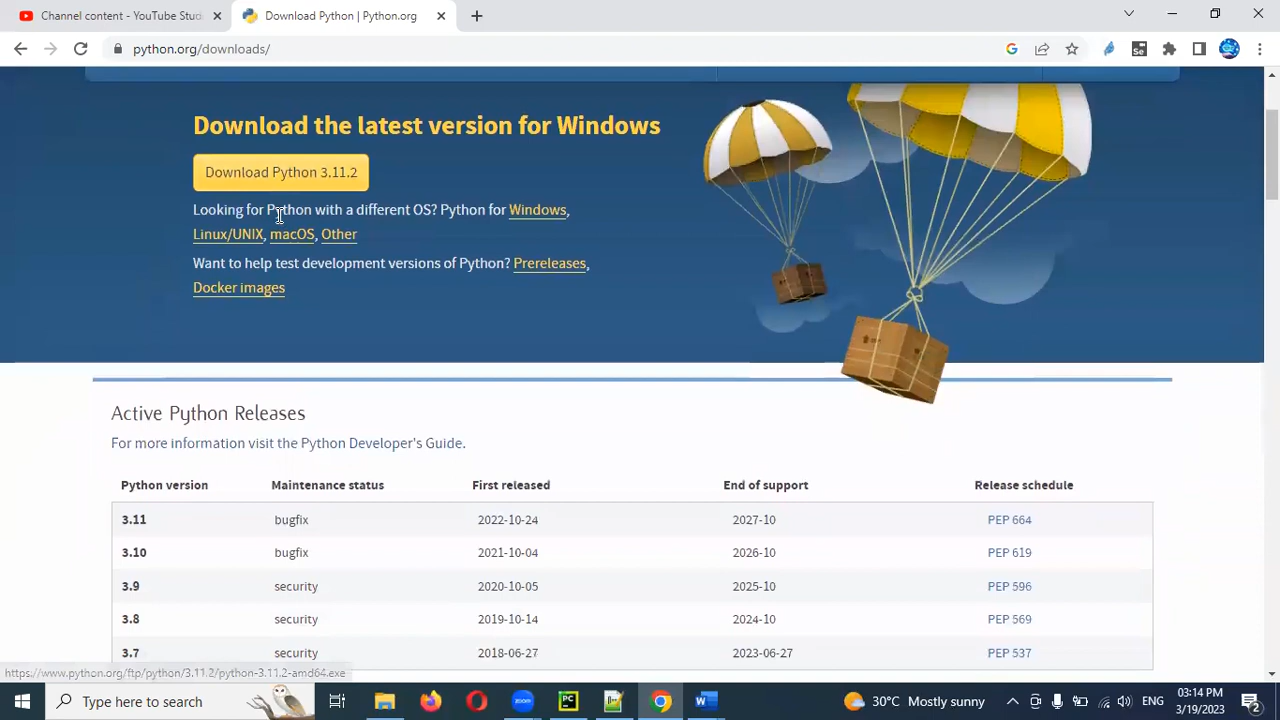 Channel content - YouTube Stud
Download Python | Python.org
python.org/downloads/
Download the latest version for Windows
Download Python 3.11.2
Looking for Python with a different OS? Python for Windows,
Linux/UNIX, macOS, Other
Want to help test development versions of Python? Prereleases,
Docker images
Active Python Releases
For more information visit the Python Developer's Guide.
Python version Maintenance status First released End of support Release schedule
3.11 bugfix 2022-10-24 2027-10 PEP 664
3.10 bugfix 2021-10-04 2026-10 PEP 619
3.9 security 2020-10-05 2025-10 PEP 596
3.8 security 2019-10-14 2024-10 PEP 569
3.7 security 2018-06-27 2023-06-27 PEP 537
https://www.python.org/ftp/python/3.11.2/python-3.11.2-amd64.exe
Type here to search
zoom
PC
W
30°C Mostly sunny
ENG
03:14 PM
3/19/2023
2